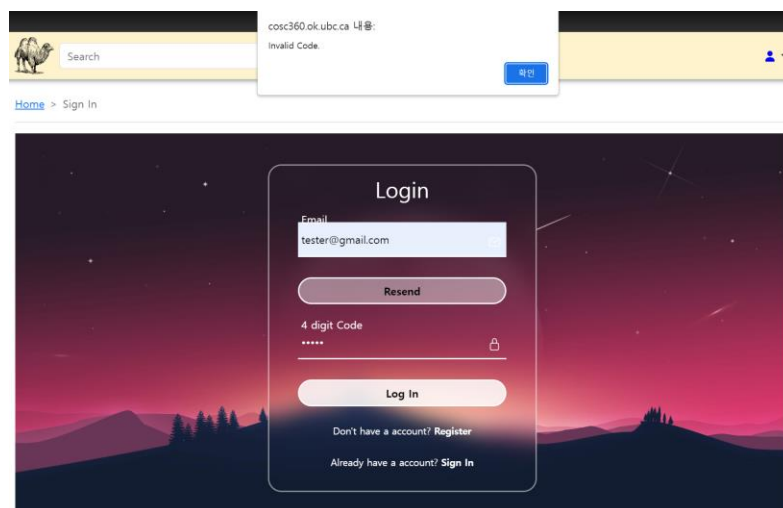 cosc360.ok.ubc.ca 내용:
Invalid Code.
확인
Search
Home > Sign In
Login
Email
tester@gmail.com
Resend
4 digit Code
•••••
Log In
Don't have a account? Register
Already have a account? Sign In